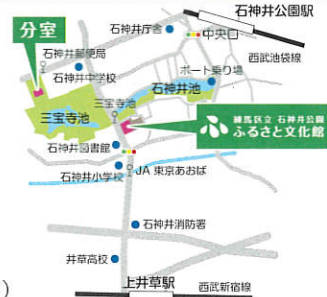 石神井公園駅
石神井庁舎
中央口
分室
西武池袋線
石神井郵便局
石神井中学校
ボート乗り場
石神井池
三宝寺池
三宝寺池
練馬区立 石神井公園
ふるさと文化館
石神井図書館
石神井小学校
JA 東京あおば
石神井消防署
井草高校
上井草駅
西武新宿線
)